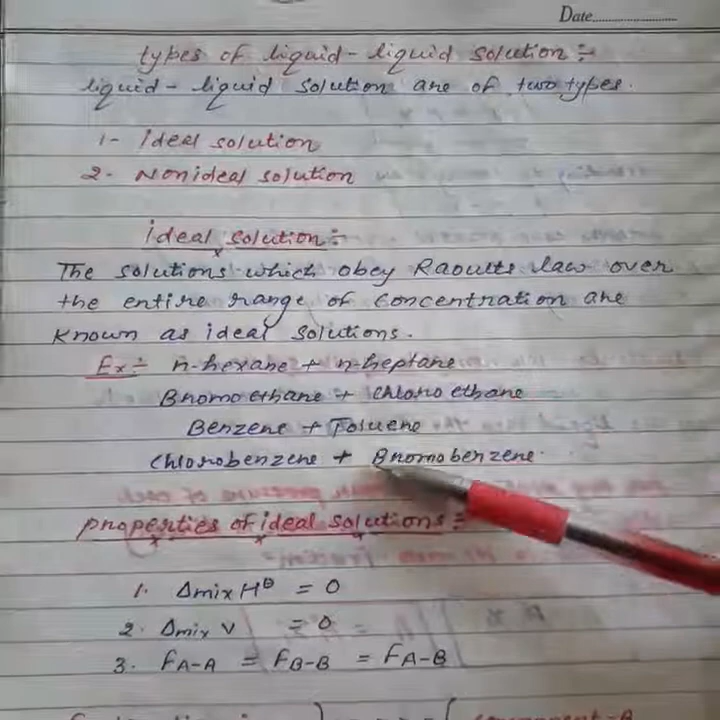 Date
types of liquid-liquid solution :-
liquid-liquid solution are of two types.
1- Ideal solution
2- Nonideal solution
ideal solution :-
The solutions which obey Raoults law over
the entire range of concentration are
known as ideal solutions.
Ex :- n-hexane + n-heptane
Bromoethane + chloroethane
Benzene + Toluene
chlorobenzene + Bromobenzene.
properties of ideal solutions :-
1. Δmix H⁰ = 0
2. Δmix V = 0
3. FA-A = FB-B = FA-B